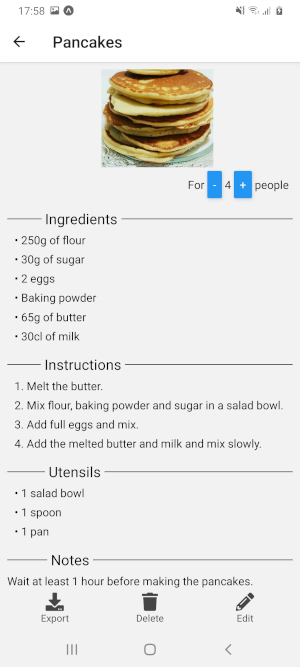 17:58
Pancakes
For - 4 + people
Ingredients
• 250g of flour
• 30g of sugar
• 2 eggs
• Baking powder
• 65g of butter
• 30cl of milk
Instructions
1. Melt the butter.
2. Mix flour, baking powder and sugar in a salad bowl.
3. Add full eggs and mix.
4. Add the melted butter and milk and mix slowly.
Utensils
• 1 salad bowl
• 1 spoon
• 1 pan
Notes
Wait at least 1 hour before making the pancakes.
Export Delete Edit